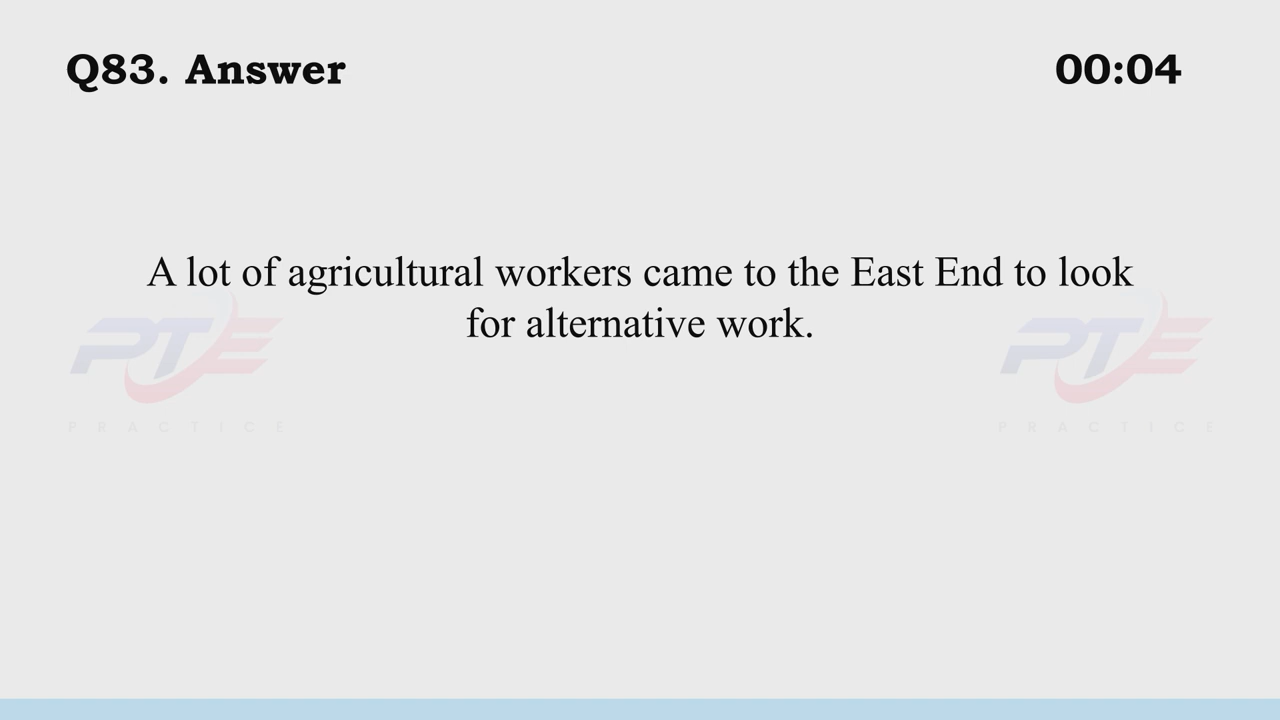 Q83. Answer
00:04
A lot of agricultural workers came to the East End to look
for alternative work.
PTE
PRACTICE
PTE
PRACTICE